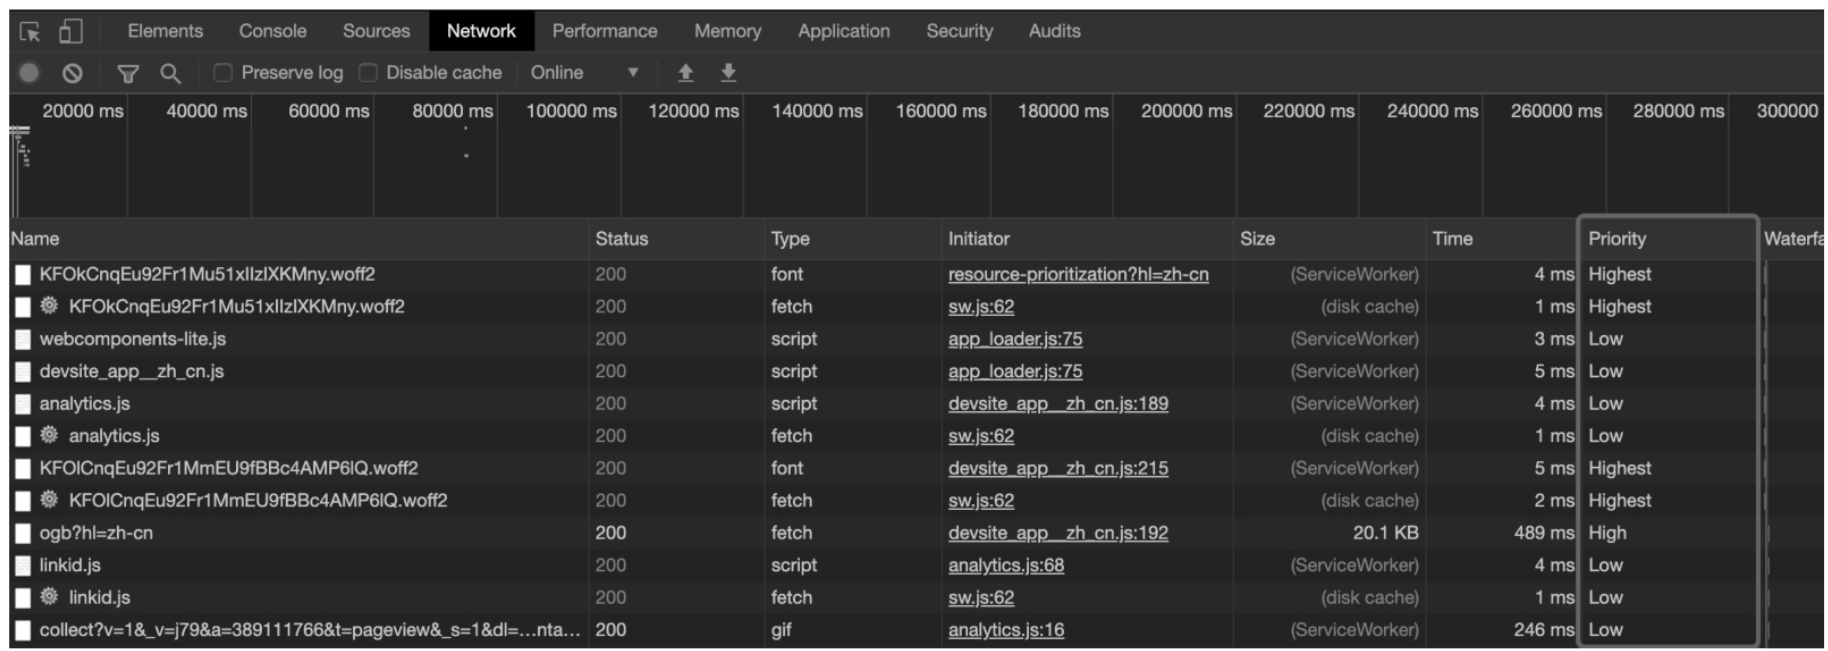 Elements Console Sources Network Performance Memory Application Security Audits
Preserve log Disable cache Online
20000 ms 40000 ms 60000 ms 80000 ms 100000 ms 120000 ms 140000 ms 160000 ms 180000 ms 200000 ms 220000 ms 240000 ms 260000 ms 280000 ms 300000
Name Status Type Initiator Size Time Priority Waterfa
KFOkCnqEu92Fr1Mu51xIIzIXKMny.woff2 200 font resource-prioritization?hl=zh-cn (ServiceWorker) 4 ms Highest
KFOkCnqEu92Fr1Mu51xIIzIXKMny.woff2 200 fetch sw.js:62 (disk cache) 1 ms Highest
webcomponents-lite.js 200 script app_loader.js:75 (ServiceWorker) 3 ms Low
devsite_app__zh_cn.js 200 script app_loader.js:75 (ServiceWorker) 5 ms Low
analytics.js 200 script devsite_app__zh_cn.js:189 (ServiceWorker) 4 ms Low
analytics.js 200 fetch sw.js:62 (disk cache) 1 ms Low
KFOlCnqEu92Fr1MmEU9fBBc4AMP6lQ.woff2 200 font devsite_app__zh_cn.js:215 (ServiceWorker) 5 ms Highest
KFOlCnqEu92Fr1MmEU9fBBc4AMP6lQ.woff2 200 fetch sw.js:62 (disk cache) 2 ms Highest
ogb?hl=zh-cn 200 fetch devsite_app__zh_cn.js:192 20.1 KB 489 ms High
linkid.js 200 script analytics.js:68 (ServiceWorker) 4 ms Low
linkid.js 200 fetch sw.js:62 (disk cache) 1 ms Low
collect?v=1&_v=j79&a=389111766&t=pageview&_s=1&dl=…nta… 200 gif analytics.js:16 (ServiceWorker) 246 ms Low